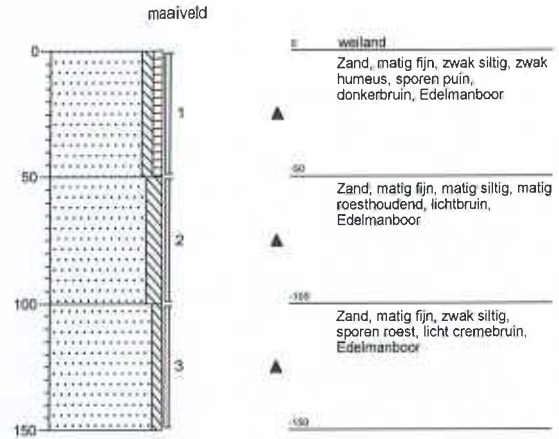 maaiveld
0
0 weiland
Zand, matig fijn, zwak siltig, zwak
humeus, sporen puin,
donkerbruin, Edelmanboor
1
50
-50
Zand, matig fijn, matig siltig, matig
roesthoudend, lichtbruin,
Edelmanboor
2
100
-100
Zand, matig fijn, zwak siltig,
sporen roest, licht cremebruin,
Edelmanboor
3
150
-150